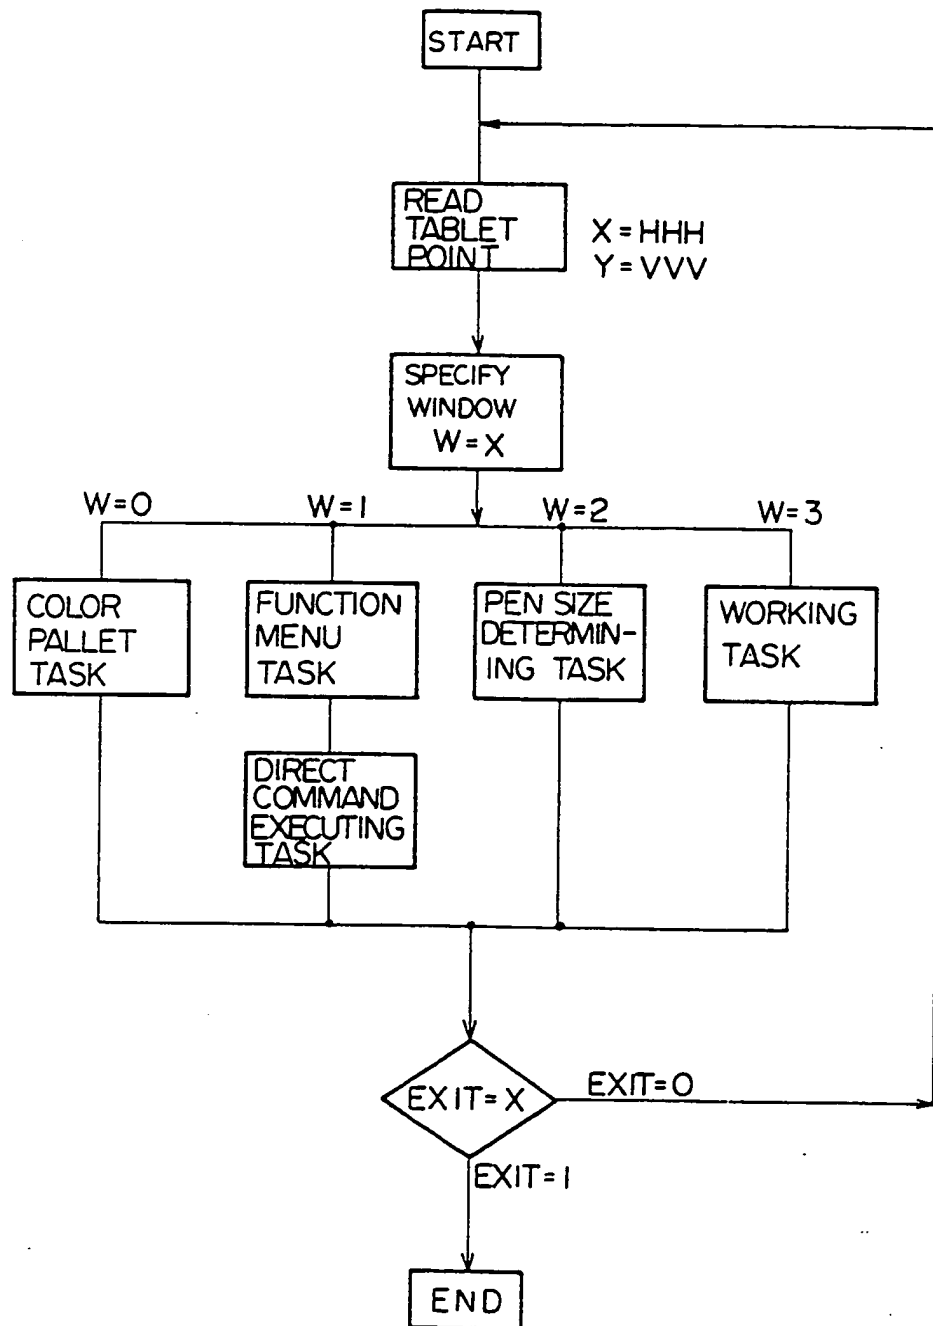 START
READ
TABLET
POINT
X=HHH
Y=VVV
SPECIFY
WINDOW
W=X
W=0
W=1
W=2
W=3
COLOR
PALLET
TASK
FUNCTION
MENU
TASK
PEN SIZE
DETERMIN-
ING TASK
WORKING
TASK
DIRECT
COMMAND
EXECUTING
TASK
EXIT=X
EXIT=0
EXIT=1
END